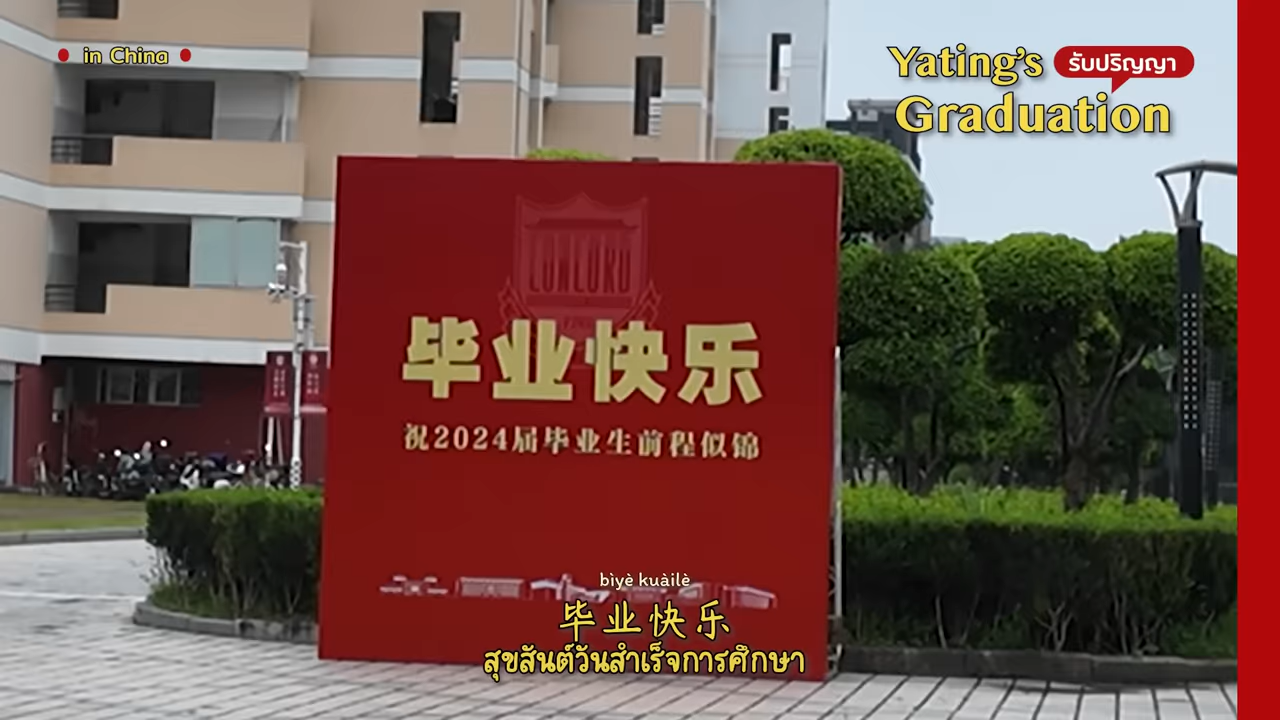 in China
Yating's
รับปริญญา
Graduation
毕业快乐
祝2024届毕业生前程似锦
bìyè kuàilè
毕业快乐
สุขสันต์วันสำเร็จการศึกษา